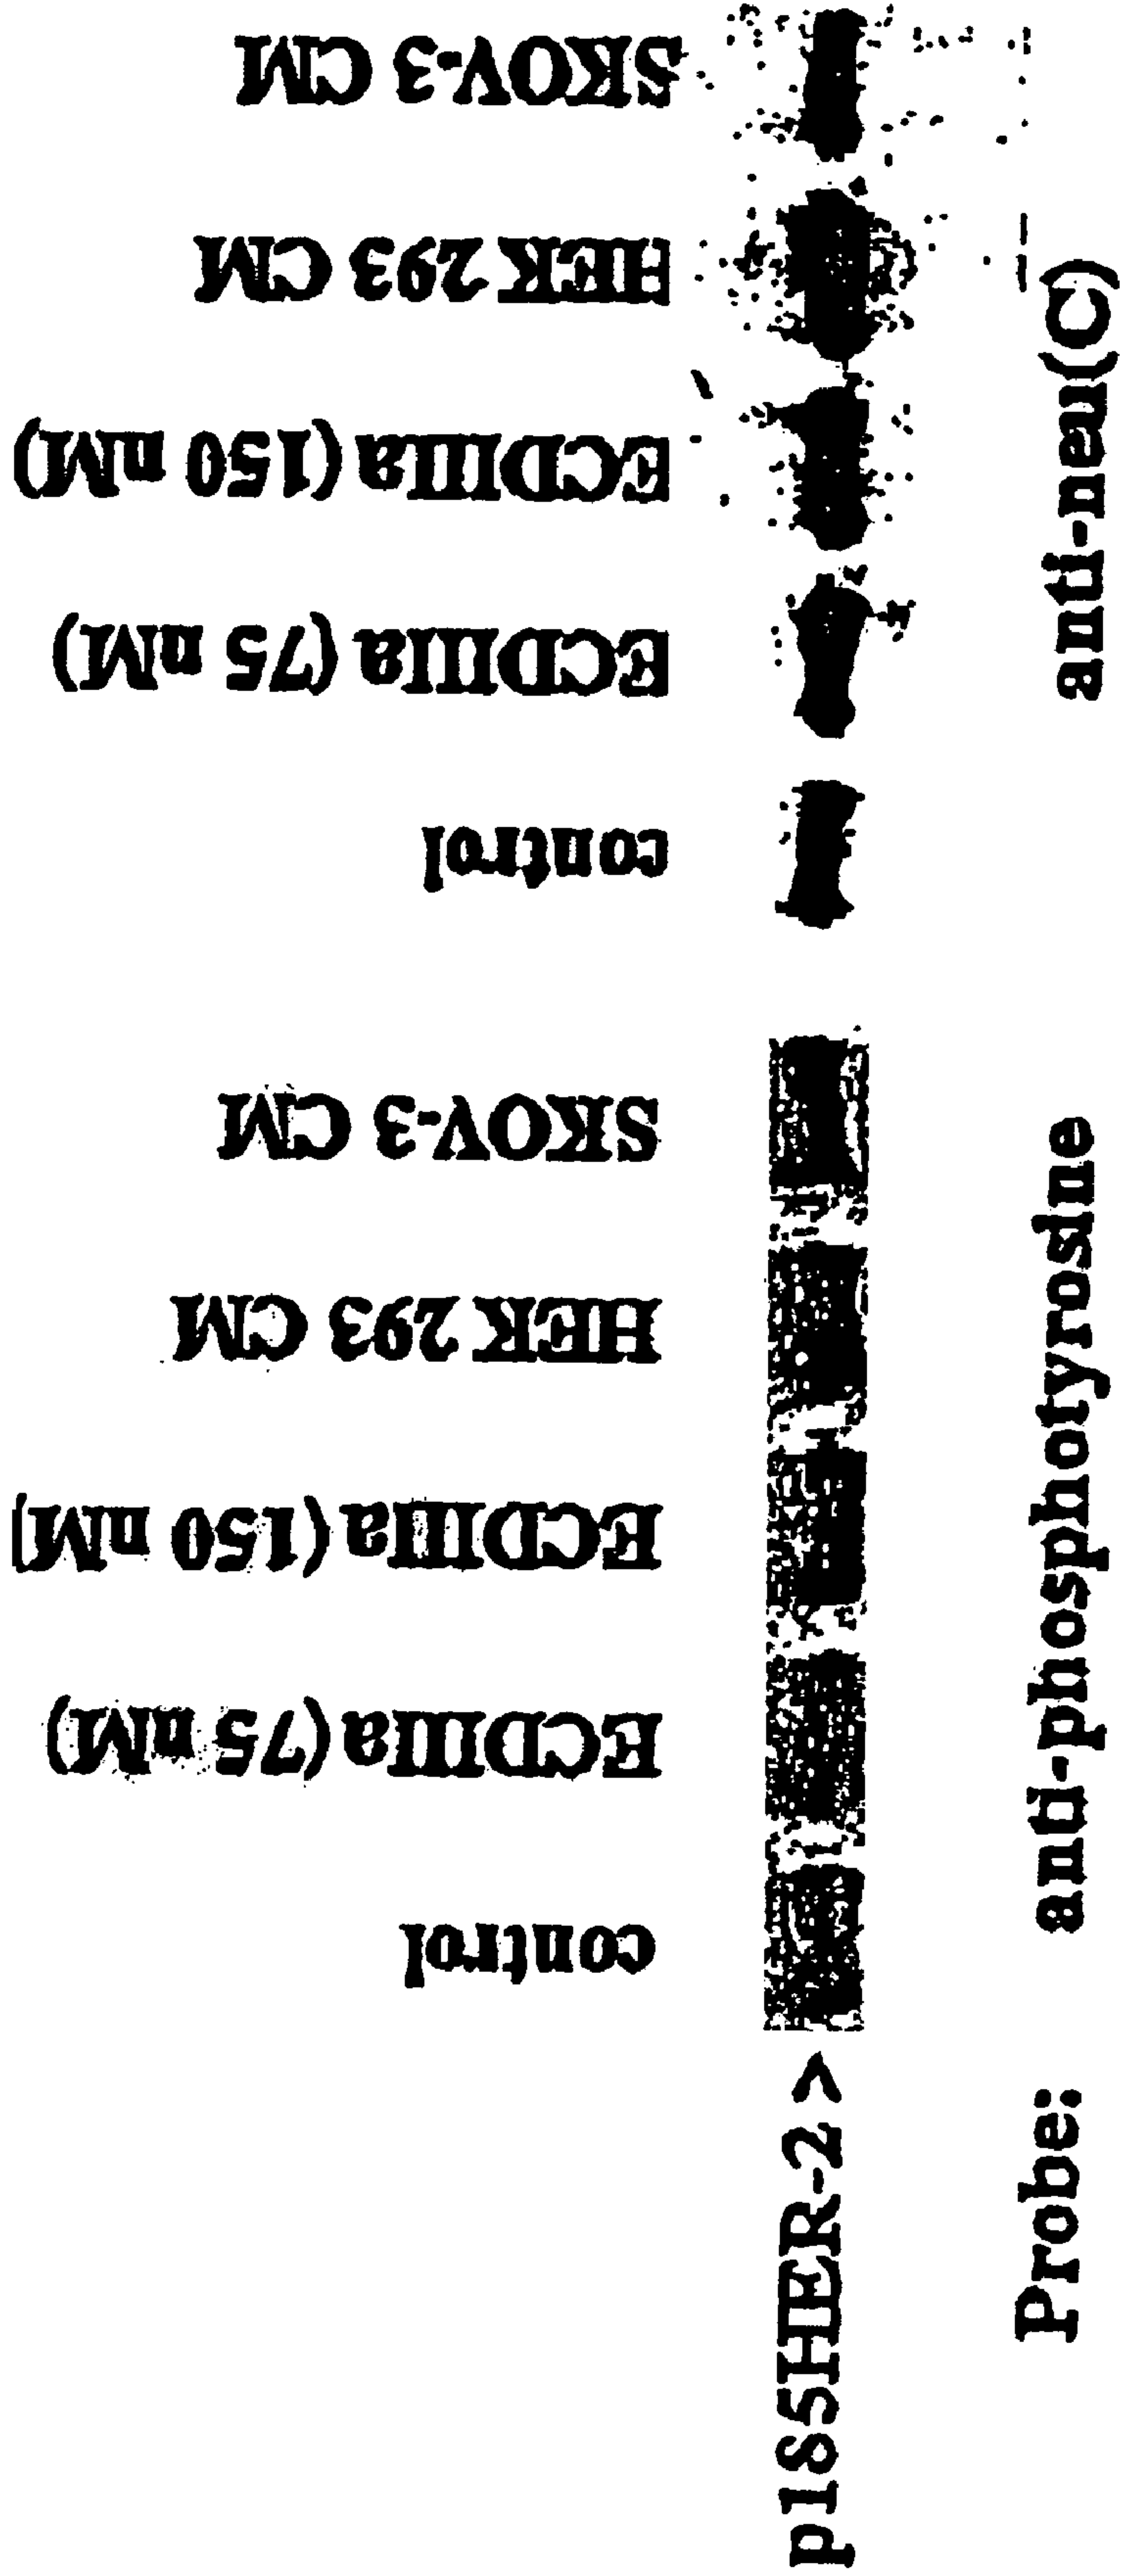 control
ECDIIIa (75 nM)
ECDIIIa (150 nM)
HEK 293 CM
SKOV-3 CM
control
ECDIIIa (75 nM)
ECDIIIa (150 nM)
HEK 293 CM
SKOV-3 CM
p185HER-2 >
Probe: anti-phosphotyrosine anti-neu(C)